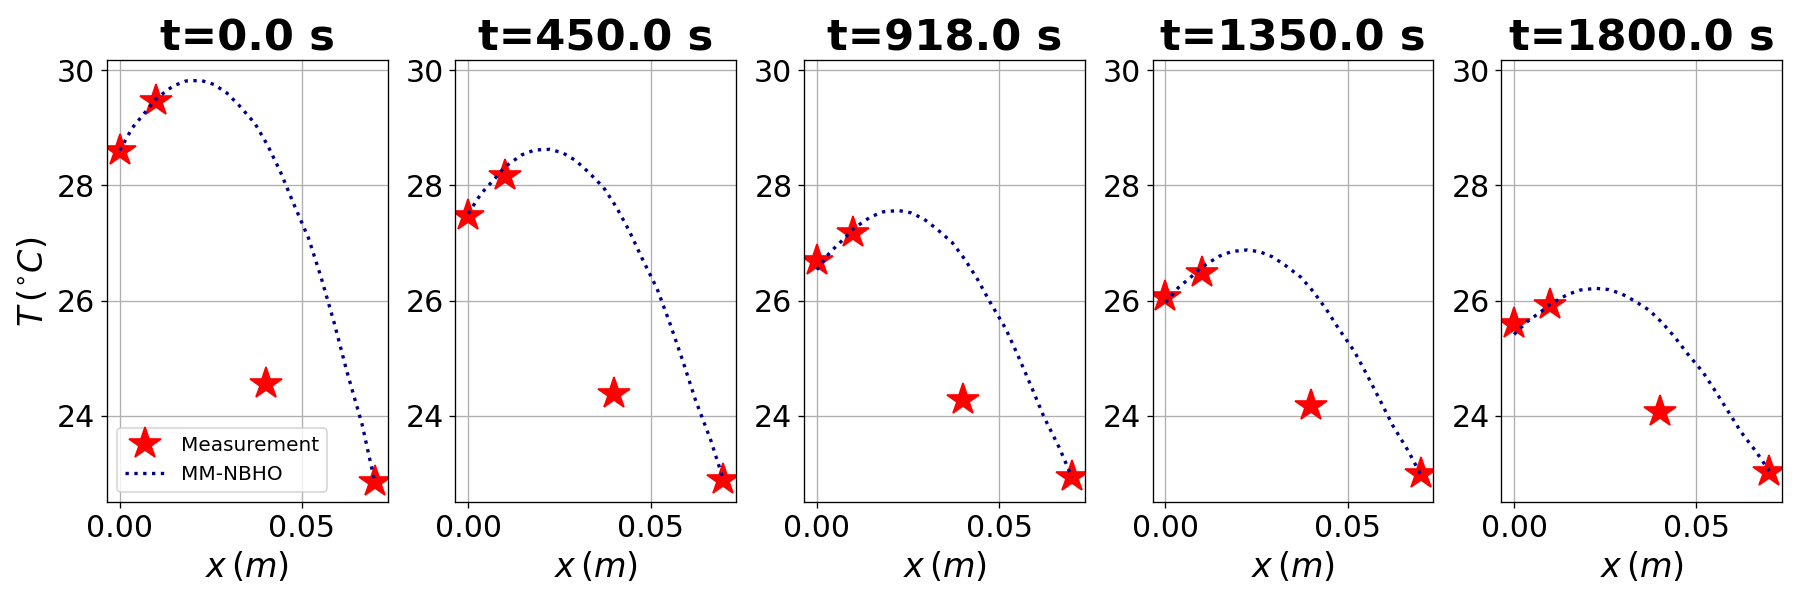 t=0.0 s
t=450.0 s
t=918.0 s
t=1350.0 s
t=1800.0 s
T (°C)
30
28
26
24
0.00
0.05
x (m)
Measurement
MM-NBHO
30
28
26
24
0.00
0.05
x (m)
30
28
26
24
0.00
0.05
x (m)
30
28
26
24
0.00
0.05
x (m)
30
28
26
24
0.00
0.05
x (m)